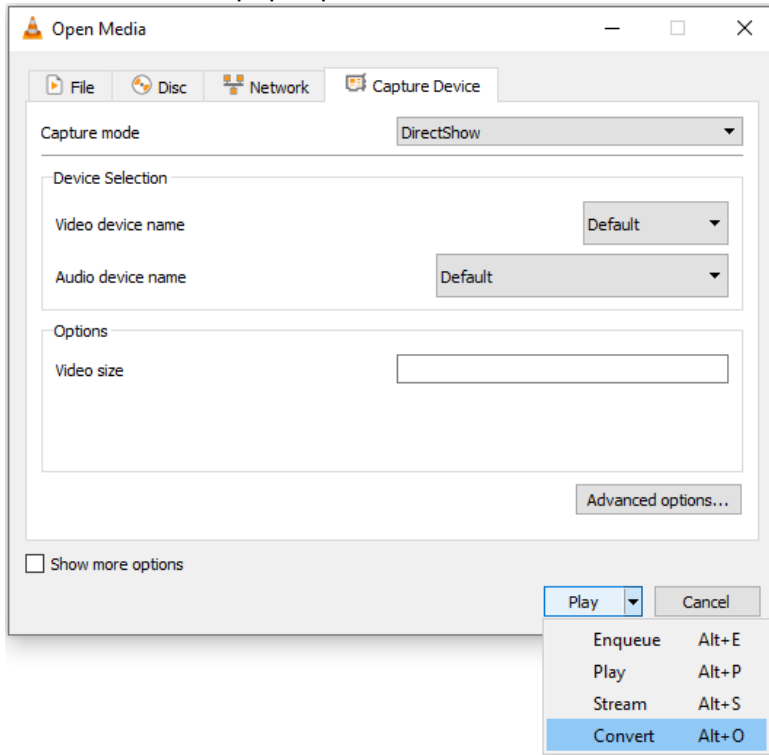 Open Media
File Disc Network Capture Device
Capture mode DirectShow
Device Selection
Video device name Default
Audio device name Default
Options
Video size
Advanced options...
Show more options
Play Cancel
Enqueue Alt+E
Play Alt+P
Stream Alt+S
Convert Alt+O